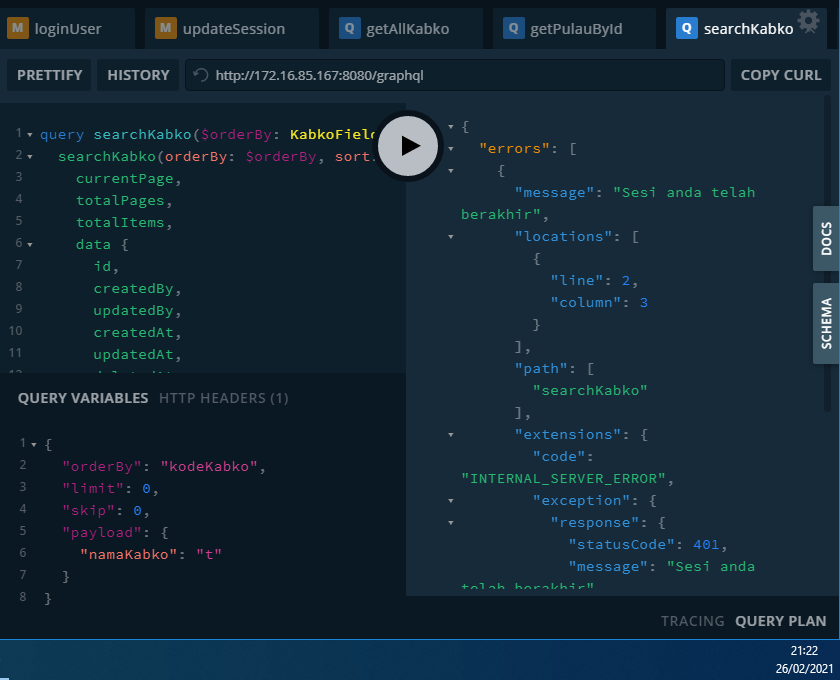 M loginUser
M updateSession
Q getAllKabko
Q getPulauById
Q searchKabko
PRETTIFY
HISTORY
http://172.16.85.167:8080/graphql
COPY CURL
1 query searchKabko($orderBy: KabkoField
2 searchKabko(orderBy: $orderBy, sort
3 currentPage,
4 totalPages,
5 totalItems,
6 data {
7 id,
8 createdBy,
9 updatedBy,
10 createdAt,
11 updatedAt,
QUERY VARIABLES
HTTP HEADERS (1)
1 {
2 "orderBy": "kodeKabko",
3 "limit": 0,
4 "skip": 0,
5 "payload": {
6 "namaKabko": "t"
7 }
8 }
{
"errors": [
{
"message": "Sesi anda telah
berakhir",
"locations": [
{
"line": 2,
"column": 3
}
],
"path": [
"searchKabko"
],
"extensions": {
"code":
"INTERNAL_SERVER_ERROR",
"exception": {
"response": {
"statusCode": 401,
"message": "Sesi anda
telah berakhir"
DOCS
SCHEMA
TRACING
QUERY PLAN
21:22
26/02/2021